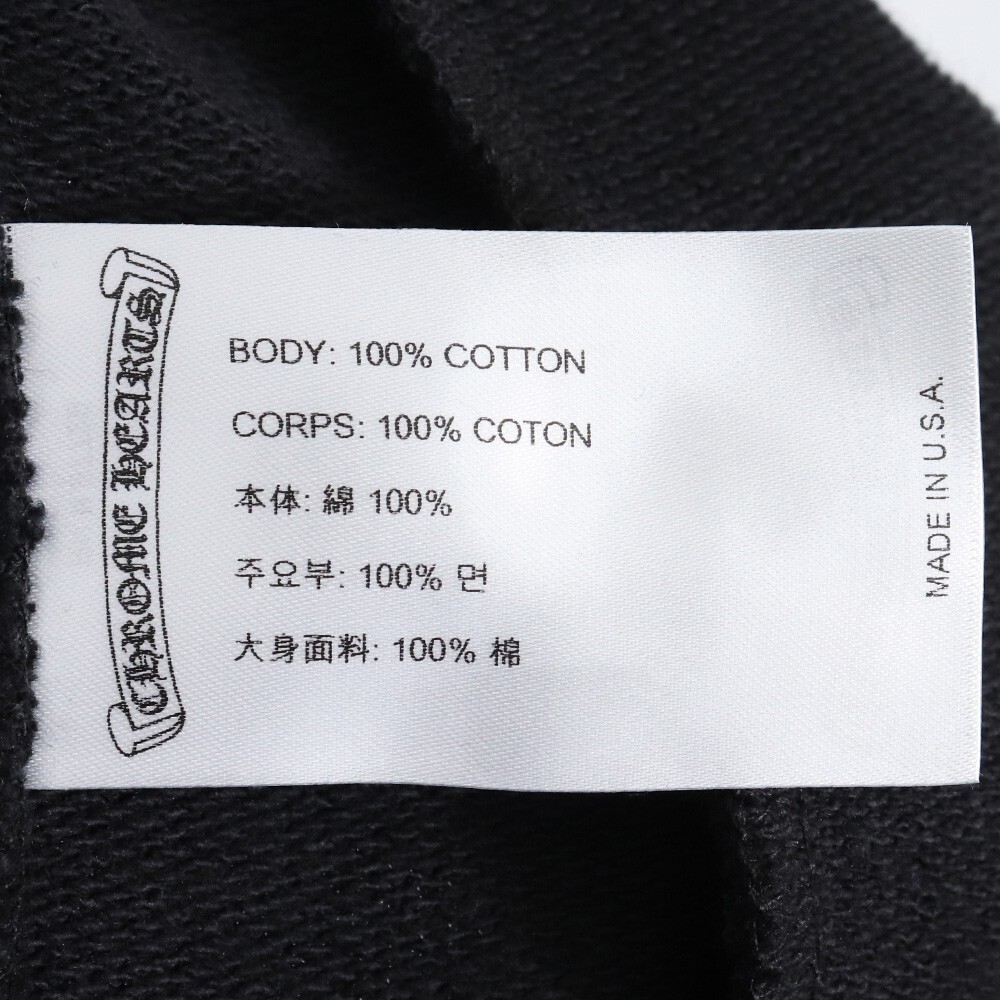 CHROME HEARTS
BODY: 100% COTTON
CORPS: 100% COTON
本体: 綿 100%
주요부: 100% 면
大身面料: 100% 棉
MADE IN U.S.A.